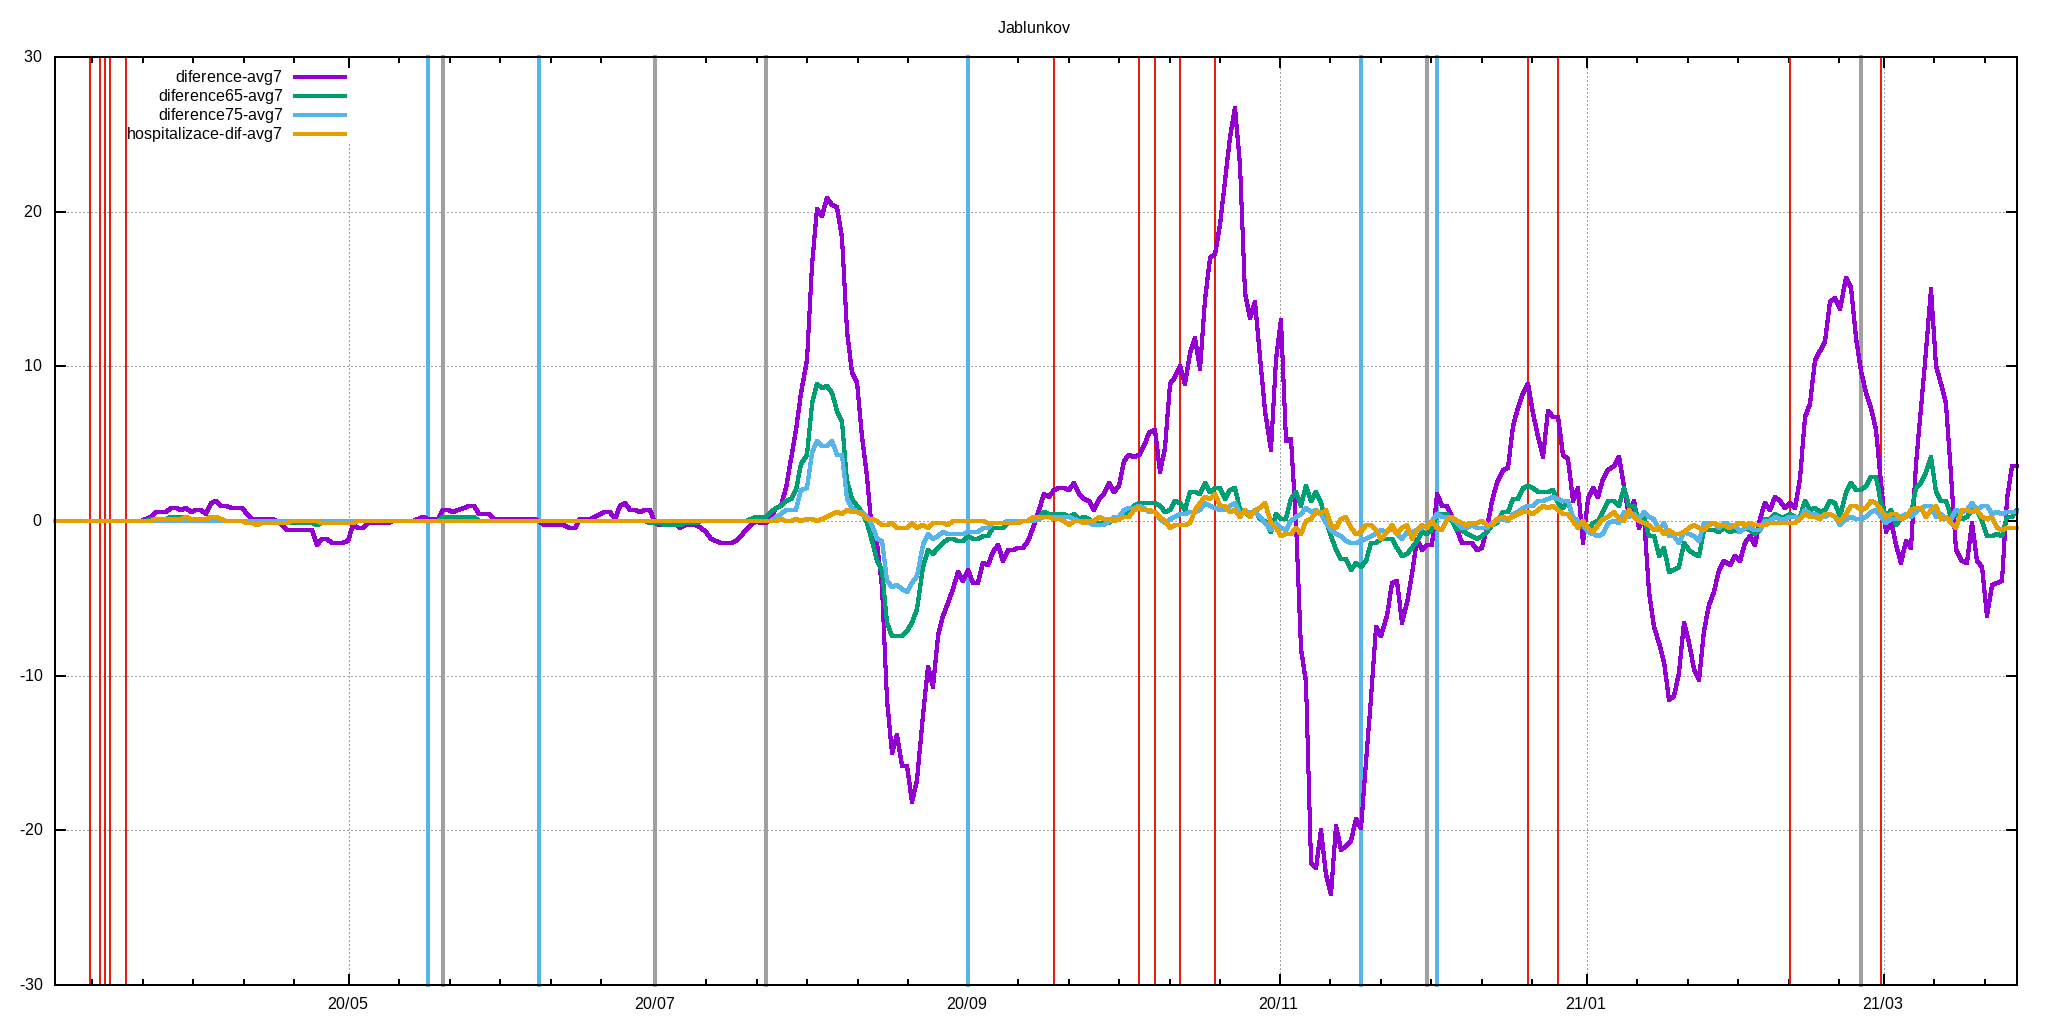 Jablunkov
30
diference-avg7
diference65-avg7
diference75-avg7
hospitalizace-dif-avg7
20
10
0
-10
-20
-30
20/05 20/07 20/09 20/11 21/01 21/03